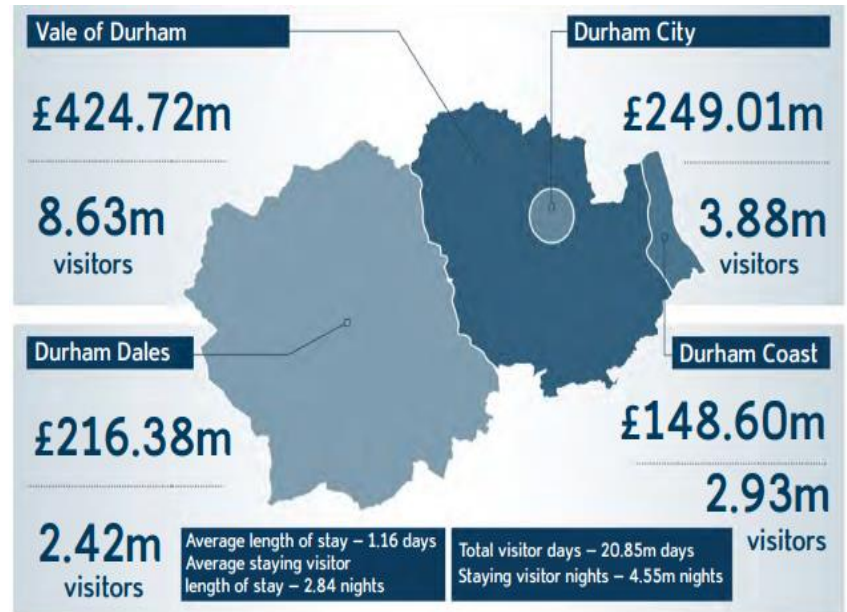 Vale of Durham
£424.72m
8.63m
visitors
Durham City
£249.01m
3.88m
visitors
Durham Dales
£216.38m
2.42m
visitors
Durham Coast
£148.60m
2.93m
visitors
Average length of stay – 1.16 days
Average staying visitor
length of stay – 2.84 nights
Total visitor days – 20.85m days
Staying visitor nights – 4.55m nights